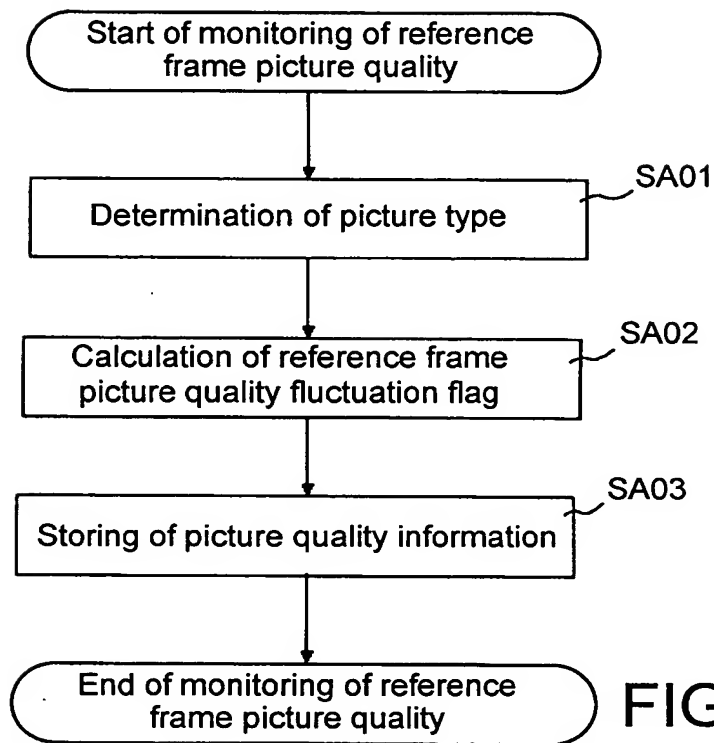 Start of monitoring of reference
frame picture quality
SA01
Determination of picture type
SA02
Calculation of reference frame
picture quality fluctuation flag
SA03
Storing of picture quality information
End of monitoring of reference
frame picture quality
FIG